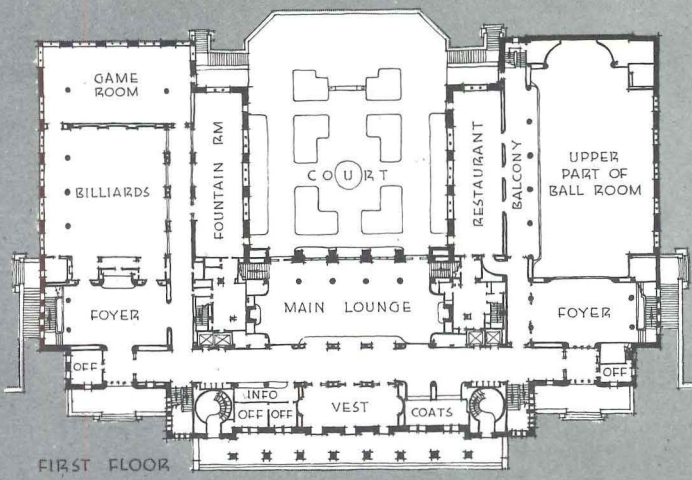 GAME
ROOM
FOUNTAIN RM
COURT
RESTAURANT
BALCONY
UPPER
PART OF
BALL ROOM
BILLIARDS
FOYER
MAIN LOUNGE
FOYER
OFF
OFF
INFO
OFF OFF
VEST
COATS
FIRST FLOOR